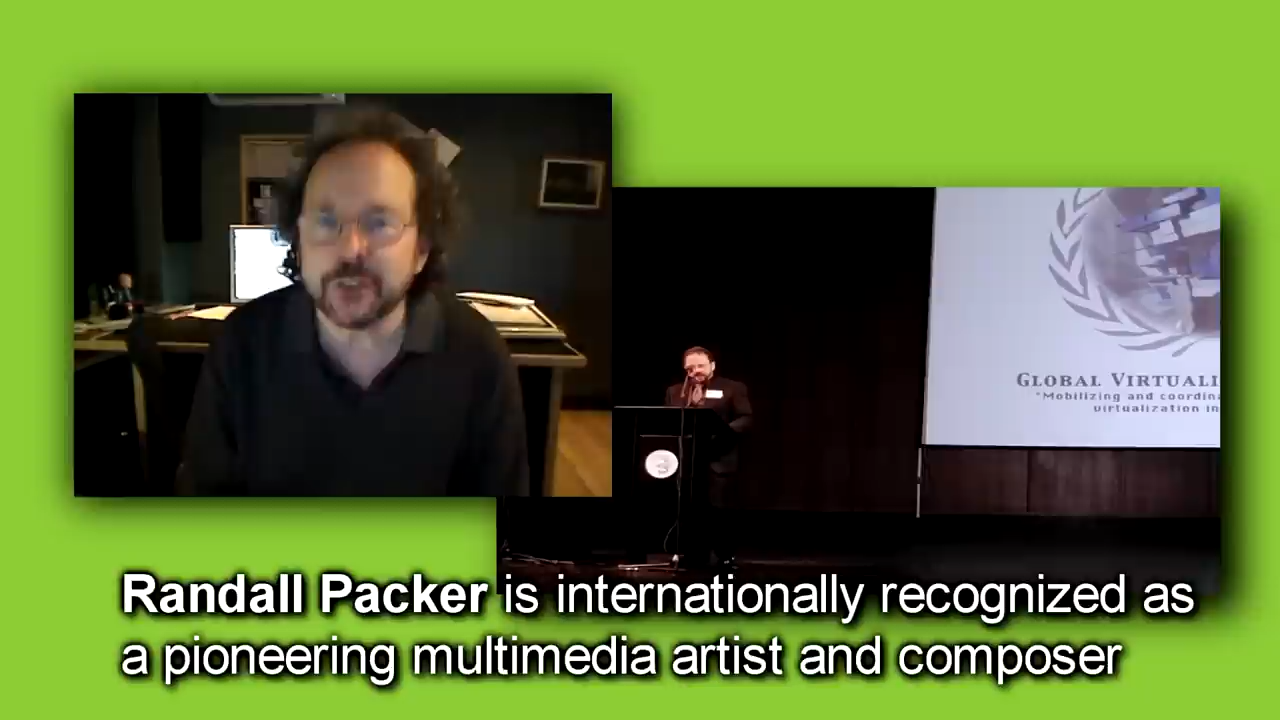 GLOBAL VIRTUALI
"Mobilizing and coordina
virtualization in
Randall Packer is internationally recognized as
a pioneering multimedia artist and composer